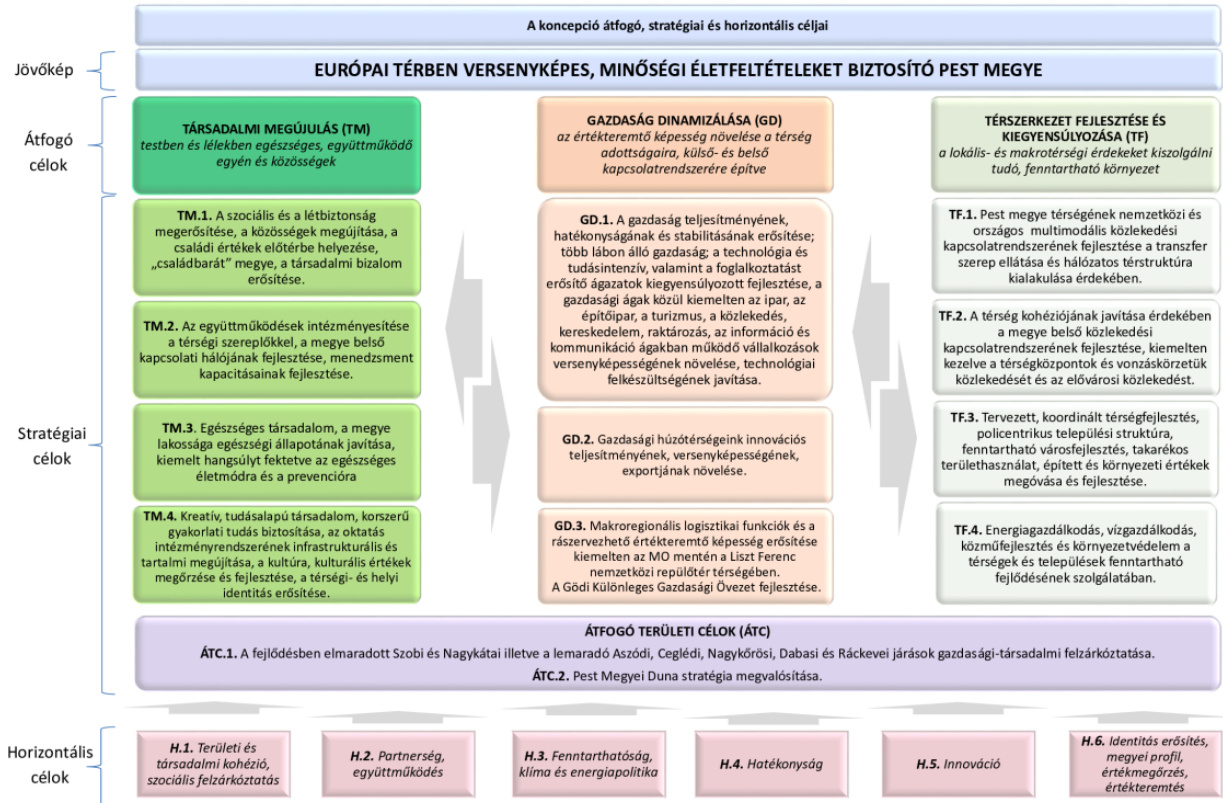 A koncepció átfogó, stratégiai és horizontális céljai
Jövőkép
EURÓPAI TÉRBEN VERSENYKÉPES, MINŐSÉGI ÉLETFELTÉTELEKET BIZTOSÍTÓ PEST MEGYE
Átfogó
célok
TÁRSADALMI MEGÚJULÁS (TM)
testben és lélekben egészséges, együttműködő
egyén és közösségek
GAZDASÁG DINAMIZÁLÁSA (GD)
az értékteremtő képesség növelése a térség
adottságaira, külső- és belső
kapcsolatrendszerére építve
TÉRSZERKEZET FEJLESZTÉSE ÉS
KIEGYENSÚLYOZÁSA (TF)
a lokális- és makrotérségi érdekeket kiszolgálni
tudó, fenntartható környezet
Stratégiai
célok
TM.1. A szociális és a létbiztonság
megerősítése, a közösségek megújítása, a
családi értékek előtérbe helyezése,
„családbarát” megye, a társadalmi bizalom
erősítése.
TM.2. Az együttműködések intézményesítése
a térségi szereplőkkel, a megye belső
kapcsolati hálójának fejlesztése, menedzsment
kapacitásainak fejlesztése.
TM.3. Egészséges társadalom, a megye
lakossága egészségi állapotának javítása,
kiemelt hangsúlyt fektetve az egészséges
életmódra és a prevencióra
TM.4. Kreatív, tudásalapú társadalom, korszerű
gyakorlati tudás biztosítása, az oktatás
intézményrendszerének infrastrukturális és
tartalmi megújítása, a kultúra, kulturális értékek
megőrzése és fejlesztése, a térségi- és helyi
identitás erősítése.
GD.1. A gazdaság teljesítményének,
hatékonyságának és stabilitásának erősítése;
több lábon álló gazdaság; a technológia és
tudásintenzív, valamint a foglalkoztatást
erősítő ágazatok kiegyensúlyozott fejlesztése, a
gazdasági ágak közül kiemelten az ipar, az
építőipar, a turizmus, a közlekedés,
kereskedelem, raktározás, az információ és
kommunikáció ágakban működő vállalkozások
versenyképességének növelése, technológiai
felkészültségének javítása.
GD.2. Gazdasági húzótérségeink innovációs
teljesítményének, versenyképességének,
exportjának növelése.
GD.3. Makroregionális logisztikai funkciók és a
rászervezhető értékteremtő képesség erősítése
kiemelten az MO mentén a Liszt Ferenc
nemzetközi repülőtér térségében.
A Gödi Különleges Gazdasági Övezet fejlesztése.
TF.1. Pest megye térségének nemzetközi és
országos multimodális közlekedési
kapcsolatrendszerének fejlesztése a transzfer
szerep ellátása és hálózatos térstruktúra
kialakulása érdekében.
TF.2. A térség kohéziójának javítása érdekében
a megye belső közlekedési
kapcsolatrendszerének fejlesztése, kiemelten
kezelve a térségközpontok és vonzáskörzetük
közlekedését és az elővárosi közlekedést.
TF.3. Tervezett, koordinált térségfejlesztés,
policentrikus települési struktúra,
fenntartható városfejlesztés, takarékos
területhasználat, épített és környezeti értékek
megóvása és fejlesztése.
TF.4. Energiagazdálkodás, vízgazdálkodás,
közműfejlesztés és környezetvédelem a
térségek és települések fenntartható
fejlődésének szolgálatában.
ÁTFOGÓ TERÜLETI CÉLOK (ÁTC)
ÁTC.1. A fejlődésben elmaradott Szobi és Nagykátai illetve a lemaradó Aszódi, Ceglédi, Nagykőrösi, Dabasi és Ráckevei járások gazdasági-társadalmi felzárkóztatása.
ÁTC.2. Pest Megyei Duna stratégia megvalósítása.
Horizontális
célok
H.1. Területi és
társadalmi kohézió,
szociális felzárkóztatás
H.2. Partnerség,
együttműködés
H.3. Fenntarthatóság,
klíma és energiapolitika
H.4. Hatékonyság
H.5. Innováció
H.6. Identitás erősítés,
megyei profil,
értékmegőrzés,
értékteremtés